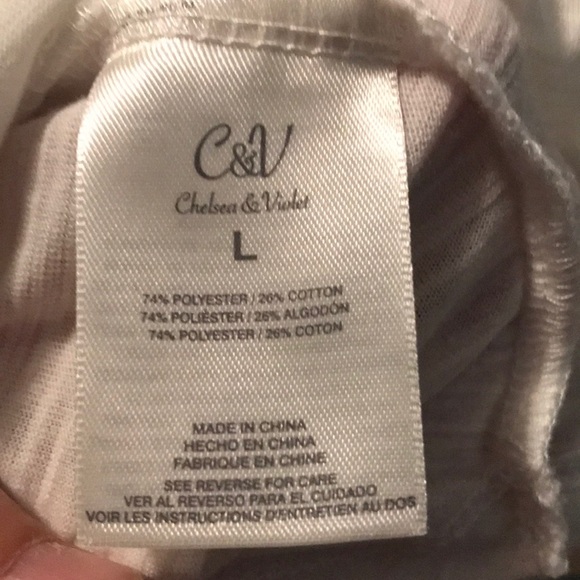 C&V
Chelsea & Violet
L
74% POLYESTER / 26% COTTON
74% POLIÉSTER / 26% ALGODÓN
74% POLYESTER / 26% COTON
MADE IN CHINA
HECHO EN CHINA
FABRIQUE EN CHINE
SEE REVERSE FOR CARE
VER AL REVERSO PARA EL CUIDADO
VOIR LES INSTRUCTIONS D'ENTRETIEN AU DOS